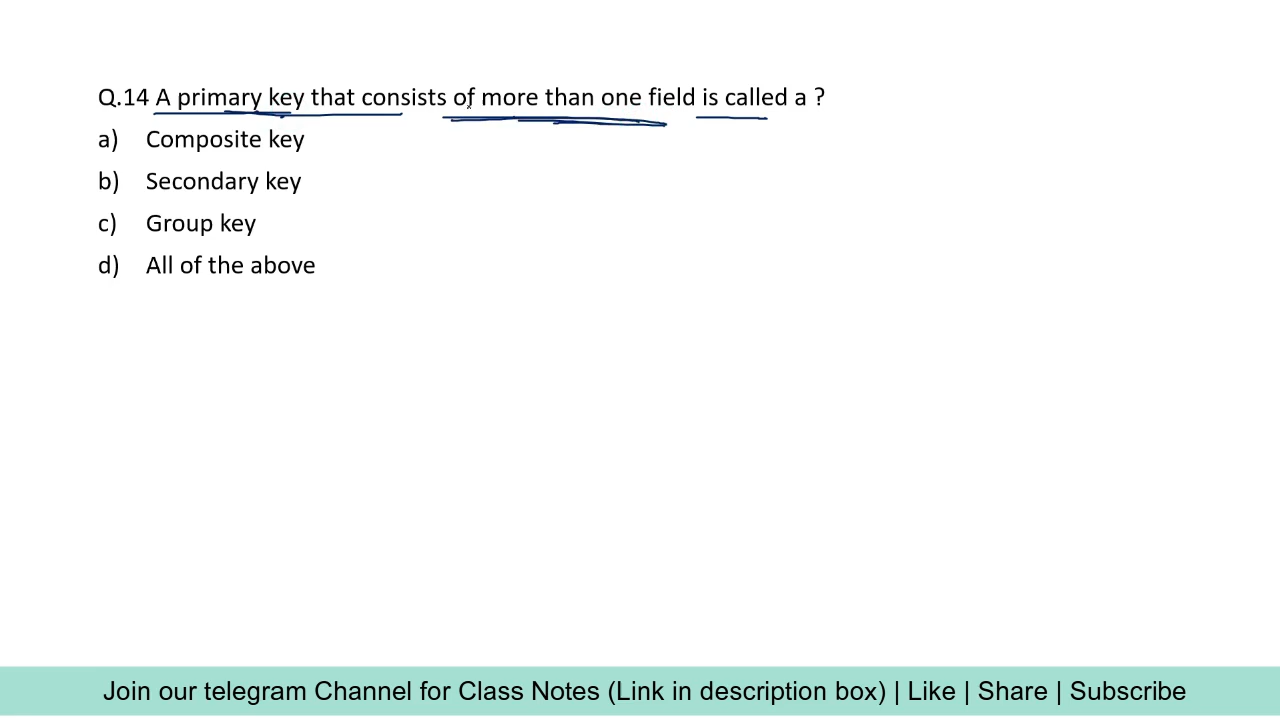 Q.14 A primary key that consists of more than one field is called a ?
a) Composite key
b) Secondary key
c) Group key
d) All of the above
Join our telegram Channel for Class Notes (Link in description box) | Like | Share | Subscribe